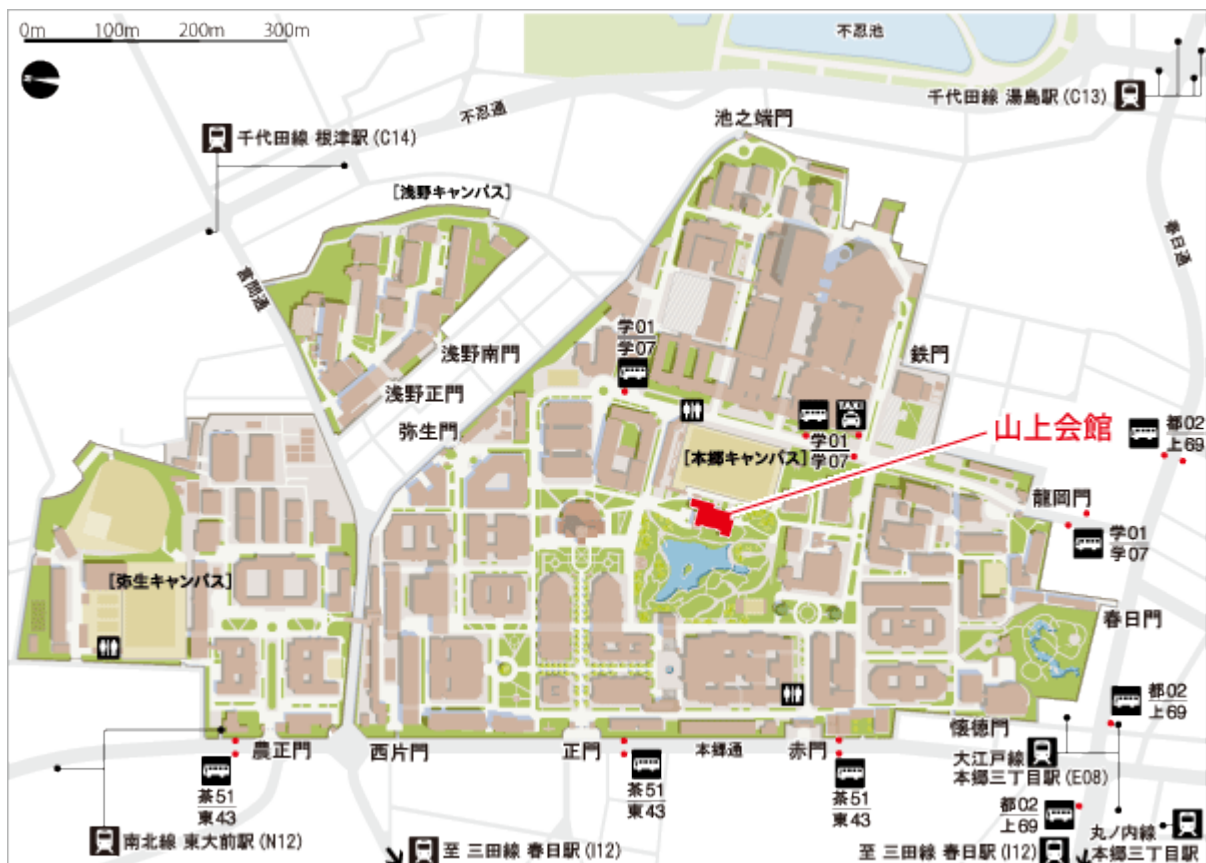 0m 100m 200m 300m
不忍池
千代田線 湯島駅 (C13)
不忍通
池之端門
千代田線 根津駅 (C14)
[浅野キャンパス]
春日通
言問通
学01
学07
浅野南門
鉄門
浅野正門
TAXI
山上会館
都02
上69
弥生門
[本郷キャンパス]
学01
学07
龍岡門
学01
学07
[弥生キャンパス]
春日門
都02
上69
懐徳門
農正門
西片門
正門
本郷通
赤門
大江戸線
本郷三丁目駅 (E08)
茶51
東43
茶51
東43
茶51
東43
都02
上69
南北線 東大前駅 (N12)
至 三田線 春日駅 (I12)
至 三田線 春日駅 (I12)
丸ノ内線
本郷三丁目駅